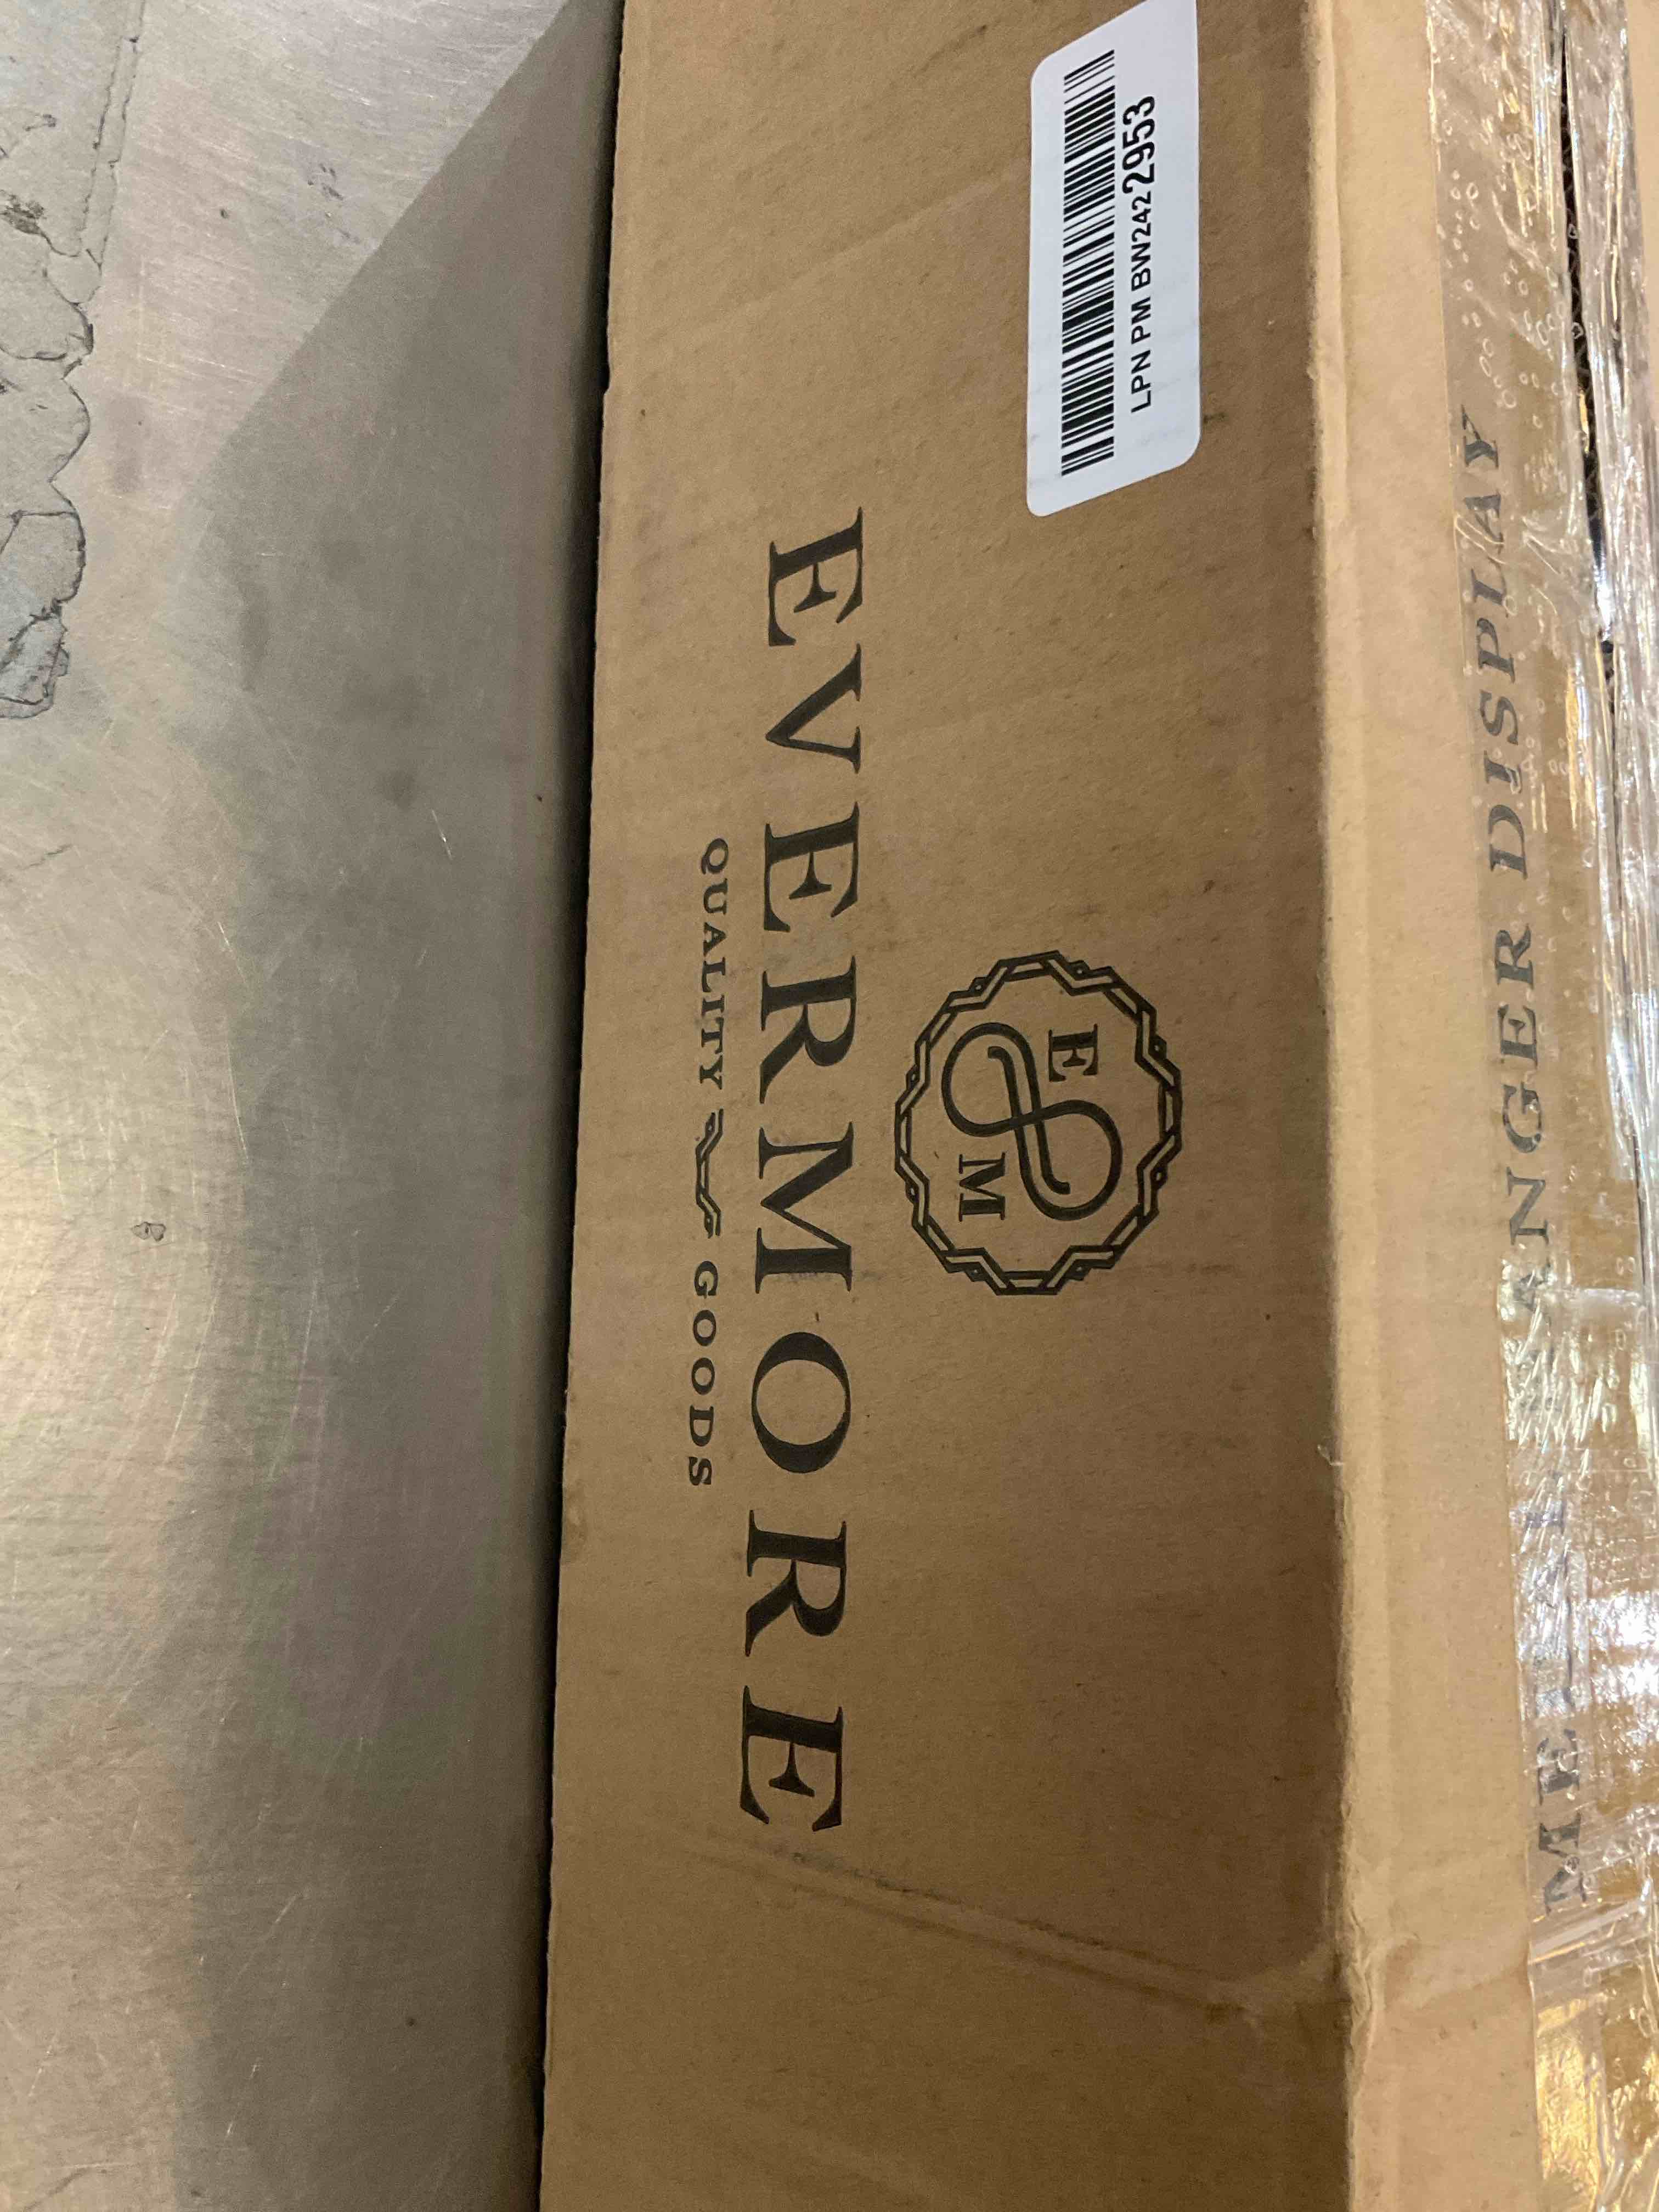 LPN PM BW2422953
E M
EVERMORE
QUALITY GOODS
ANGER DISPLAY